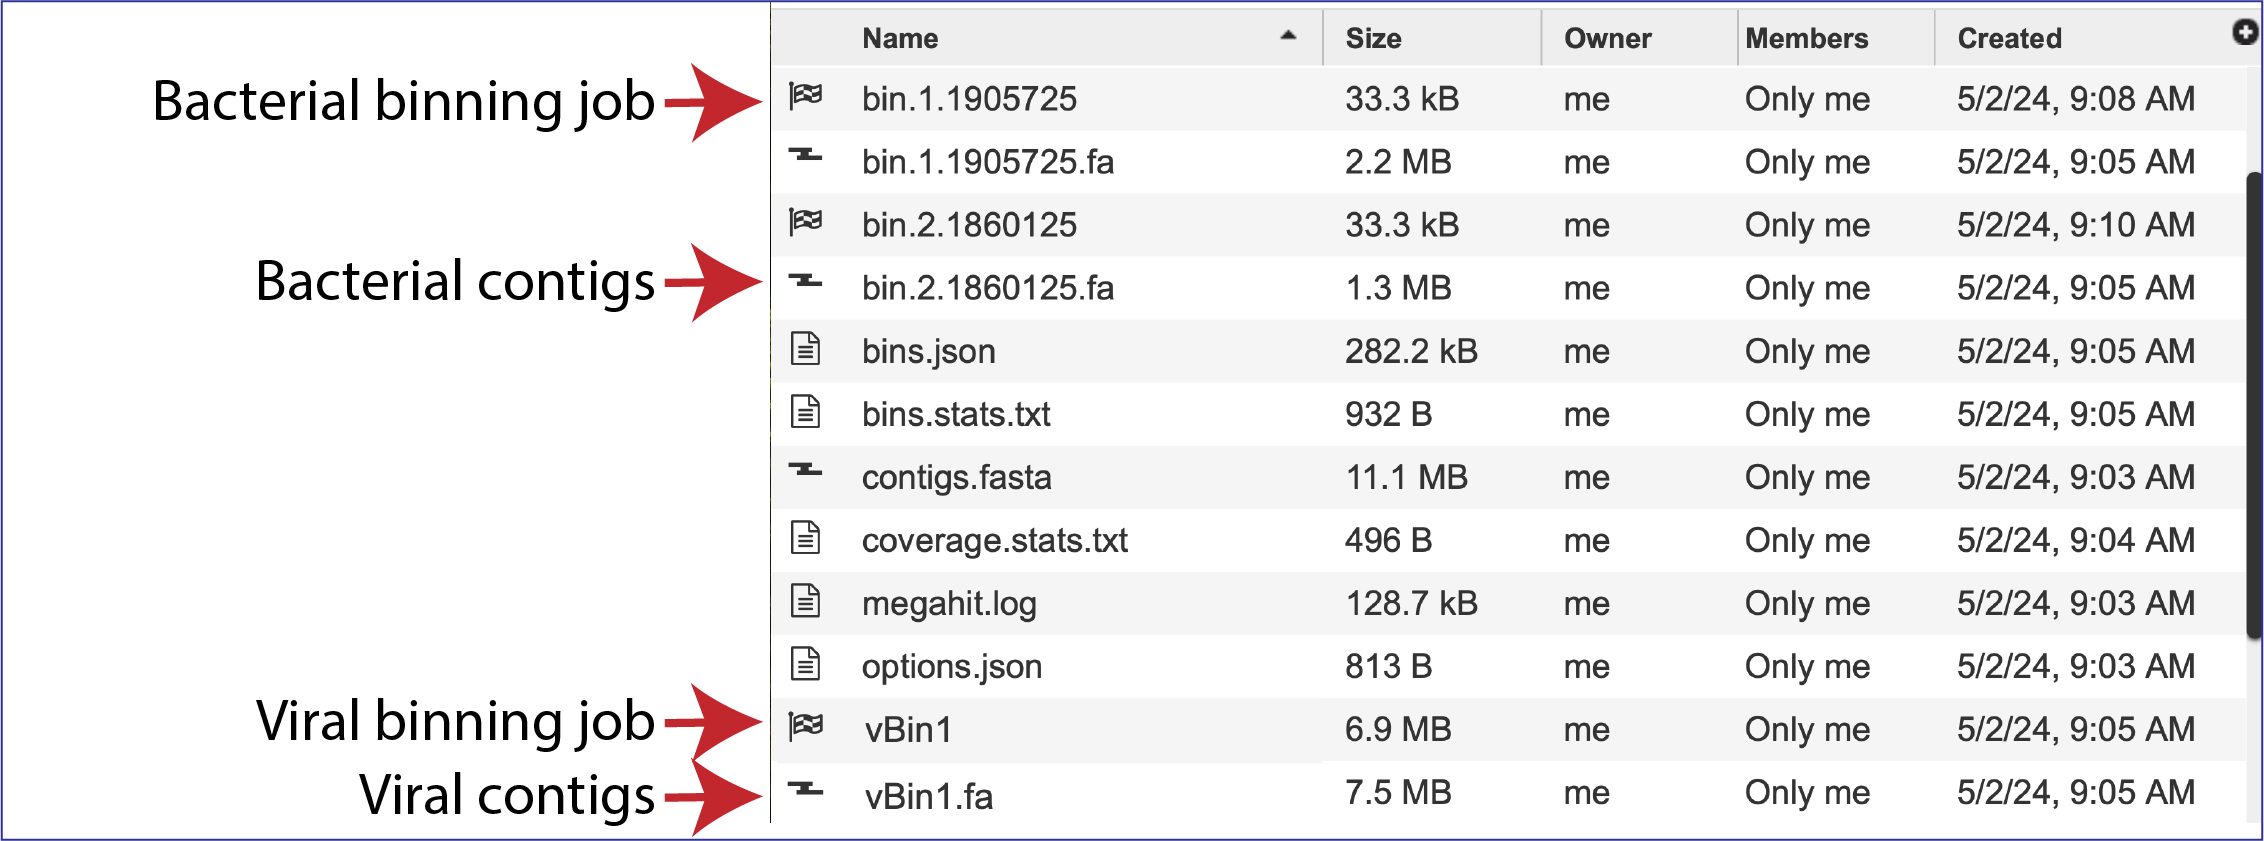 Name Size Owner Members Created
Bacterial binning job bin.1.1905725 33.3 kB me Only me 5/2/24, 9:08 AM
bin.1.1905725.fa 2.2 MB me Only me 5/2/24, 9:05 AM
bin.2.1860125 33.3 kB me Only me 5/2/24, 9:10 AM
Bacterial contigs bin.2.1860125.fa 1.3 MB me Only me 5/2/24, 9:05 AM
bins.json 282.2 kB me Only me 5/2/24, 9:05 AM
bins.stats.txt 932 B me Only me 5/2/24, 9:05 AM
contigs.fasta 11.1 MB me Only me 5/2/24, 9:03 AM
coverage.stats.txt 496 B me Only me 5/2/24, 9:04 AM
megahit.log 128.7 kB me Only me 5/2/24, 9:03 AM
options.json 813 B me Only me 5/2/24, 9:03 AM
Viral binning job vBin1 6.9 MB me Only me 5/2/24, 9:05 AM
Viral contigs vBin1.fa 7.5 MB me Only me 5/2/24, 9:05 AM